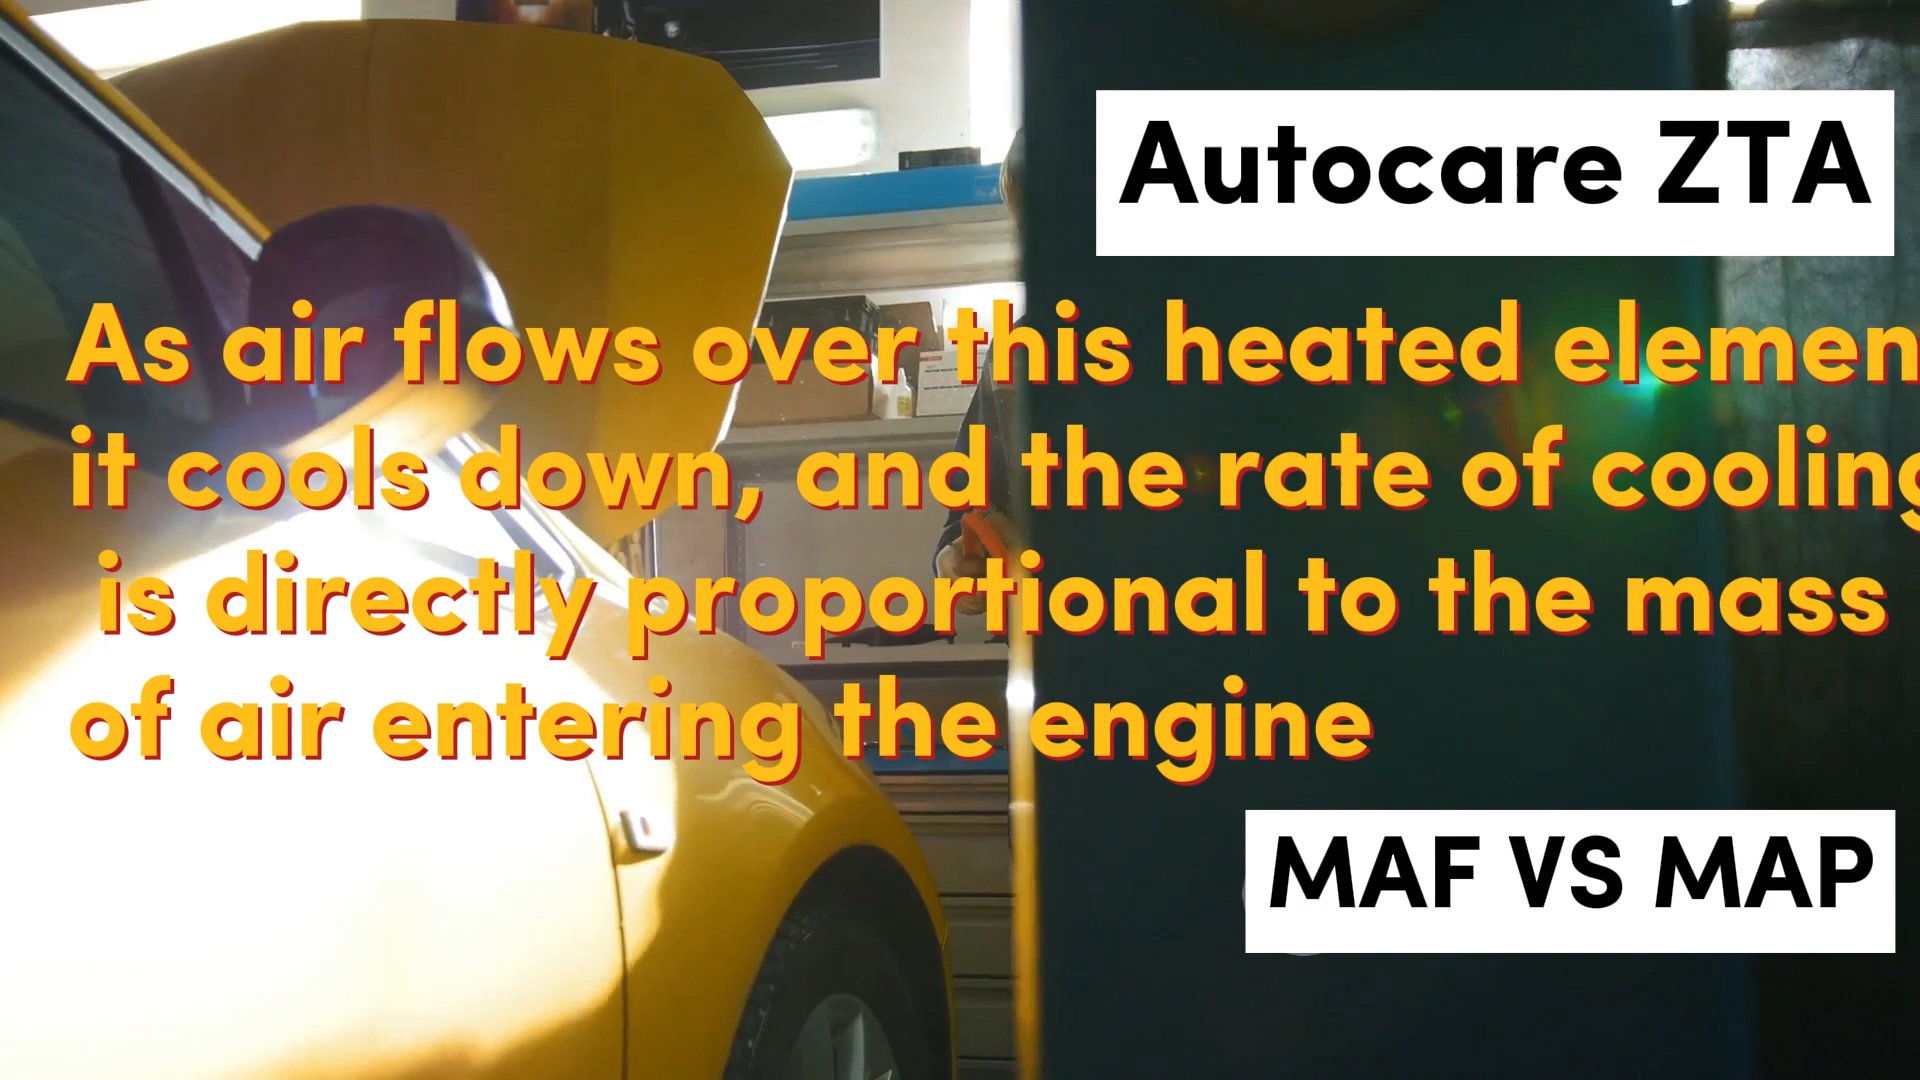 Autocare ZTA
As air flows over this heated elemen
it cools down, and the rate of cooling
is directly proportional to the mass
of air entering the engine
MAF VS MAP